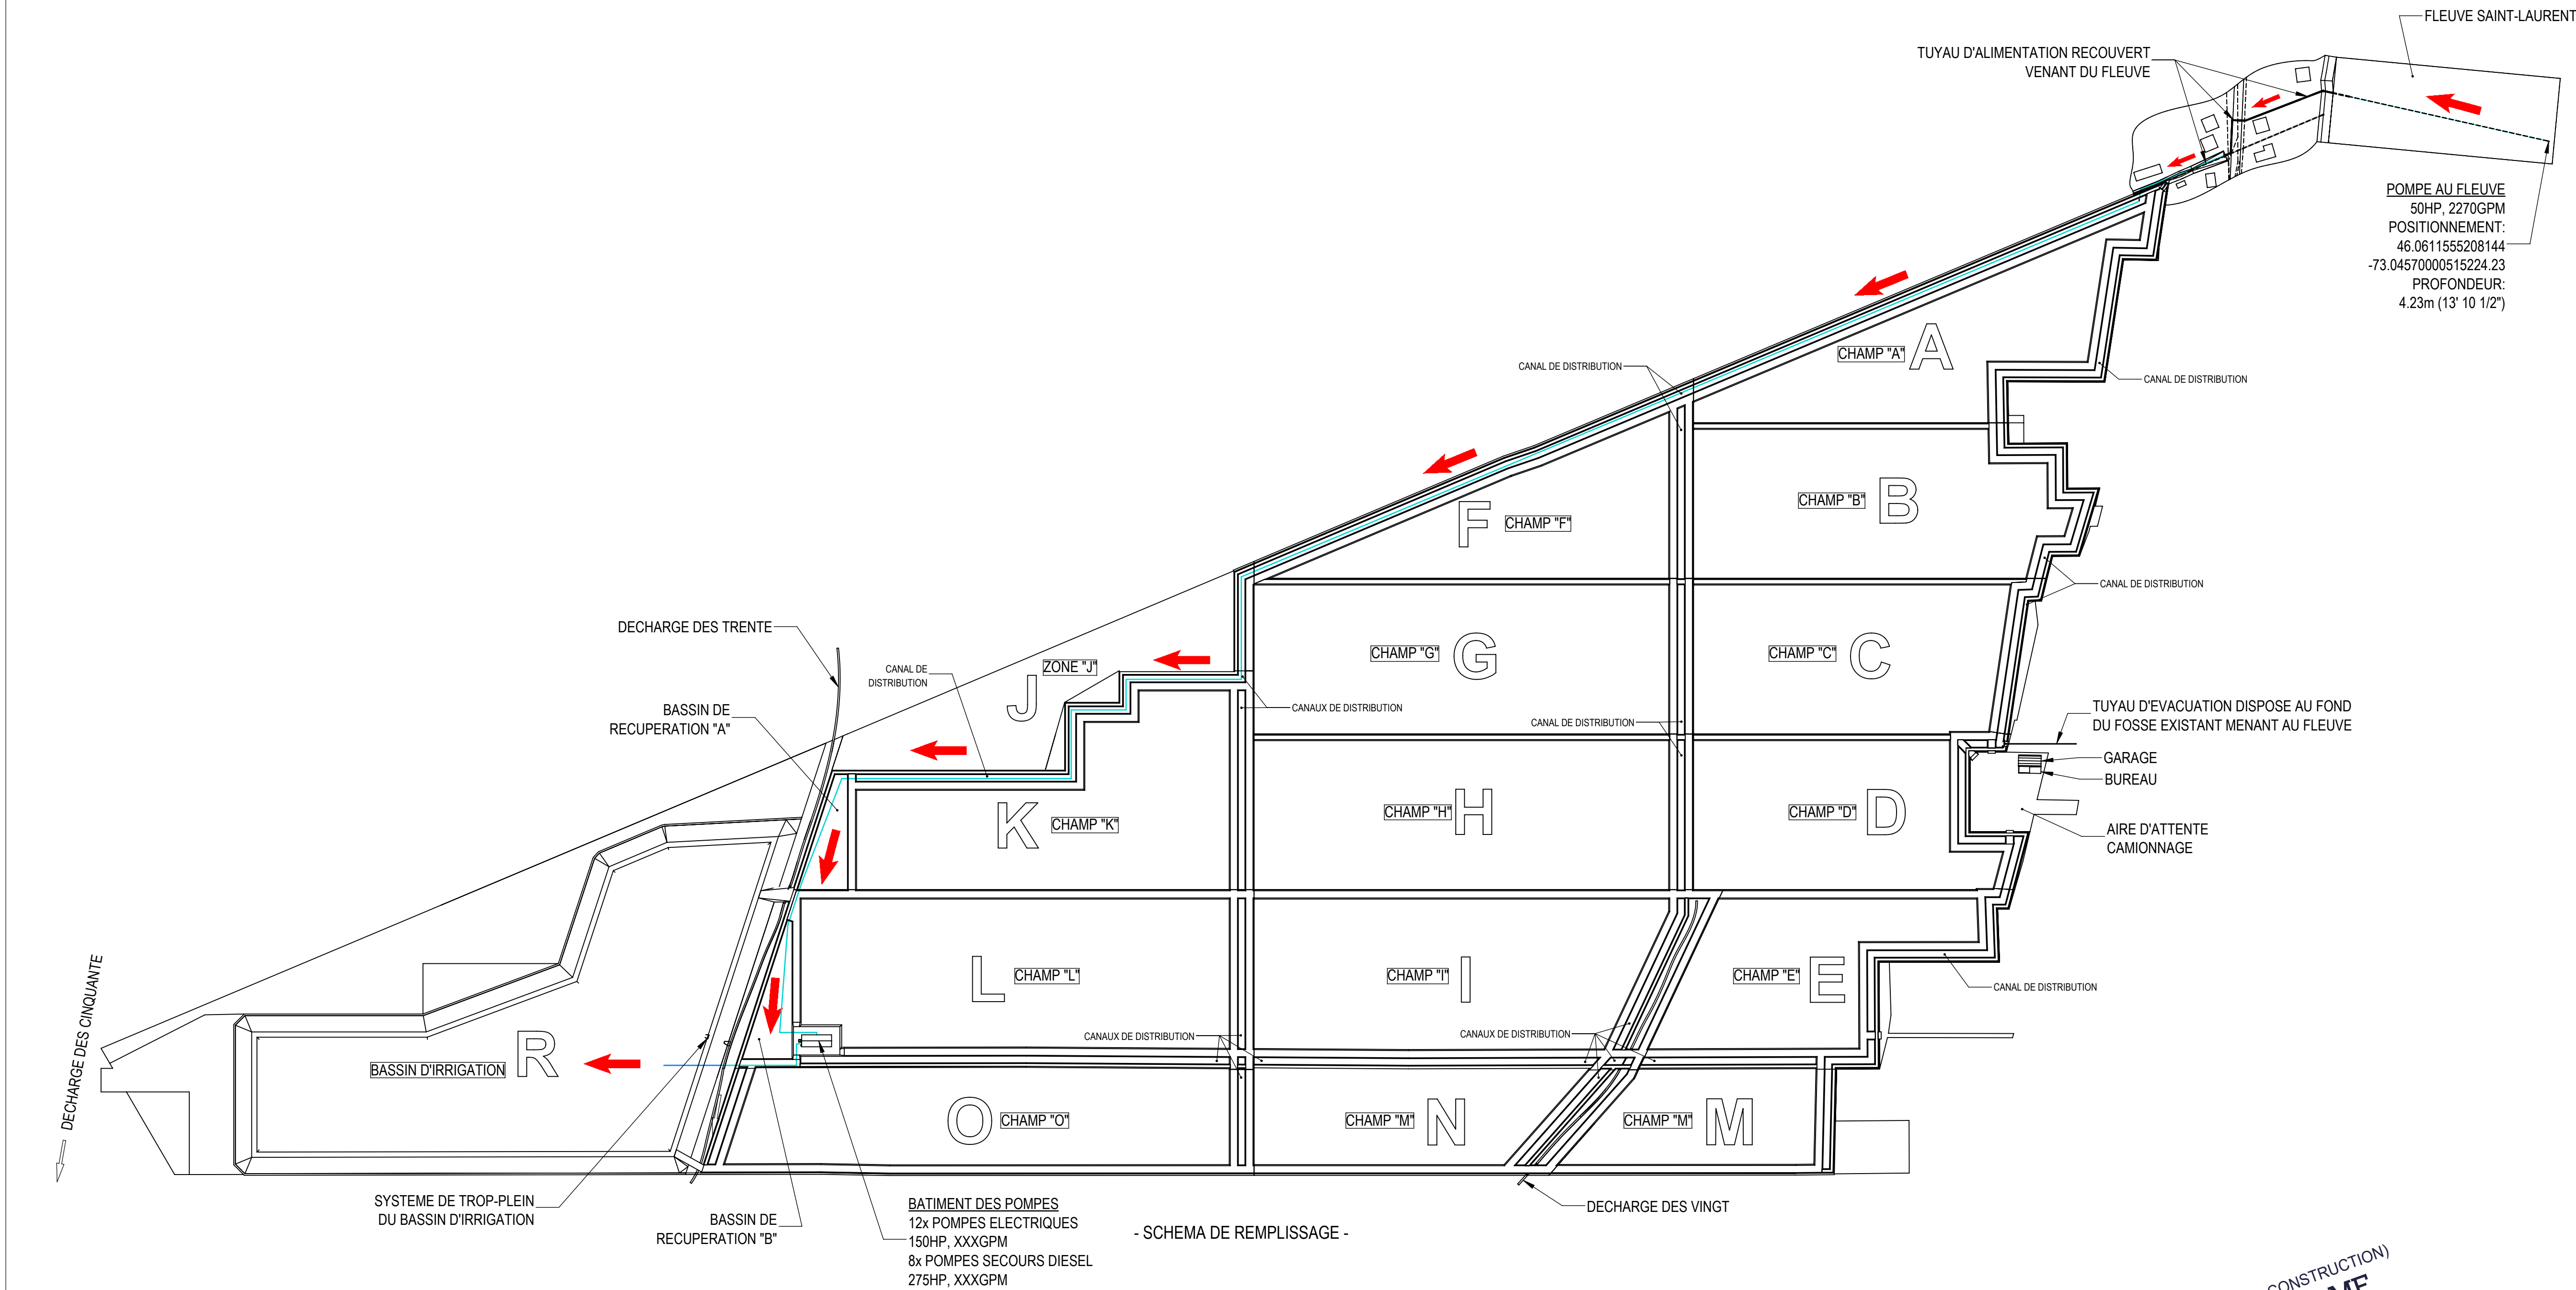 FLEUVE SAINT-LAURENT
TUYAU D'ALIMENTATION RECOUVERT
VENANT DU FLEUVE
POMPE AU FLEUVE
50HP, 2270GPM
POSITIONNEMENT:
46.0611555208144
-73.04570000515224.23
PROFONDEUR:
4.23m (13' 10 1/2")
CHAMP "A"
A
CANAL DE DISTRIBUTION
CANAL DE DISTRIBUTION
CHAMP "B"
B
F
CHAMP "F"
CANAL DE DISTRIBUTION
DECHARGE DES TRENTE
CANAL DE
DISTRIBUTION
ZONE "J"
J
CHAMP "G"
G
CHAMP "C"
C
BASSIN DE
RECUPERATION "A"
CANAUX DE DISTRIBUTION
CANAL DE DISTRIBUTION
TUYAU D'EVACUATION DISPOSE AU FOND
DU FOSSE EXISTANT MENANT AU FLEUVE
GARAGE
BUREAU
K
CHAMP "K"
CHAMP "H"
H
CHAMP "D"
D
AIRE D'ATTENTE
CAMIONNAGE
L
CHAMP "L"
CHAMP "I"
I
CHAMP "E"
E
CANAL DE DISTRIBUTION
DECHARGE DES CINQUANTE
CANAUX DE DISTRIBUTION
CANAUX DE DISTRIBUTION
BASSIN D'IRRIGATION
R
O
CHAMP "O"
CHAMP "M"
N
CHAMP "M"
M
SYSTEME DE TROP-PLEIN
DU BASSIN D'IRRIGATION
BASSIN DE
RECUPERATION "B"
BATIMENT DES POMPES
12x POMPES ELECTRIQUES
150HP, XXXGPM
8x POMPES SECOURS DIESEL
275HP, XXXGPM
- SCHEMA DE REMPLISSAGE -
DECHARGE DES VINGT
CONSTRUCTION)